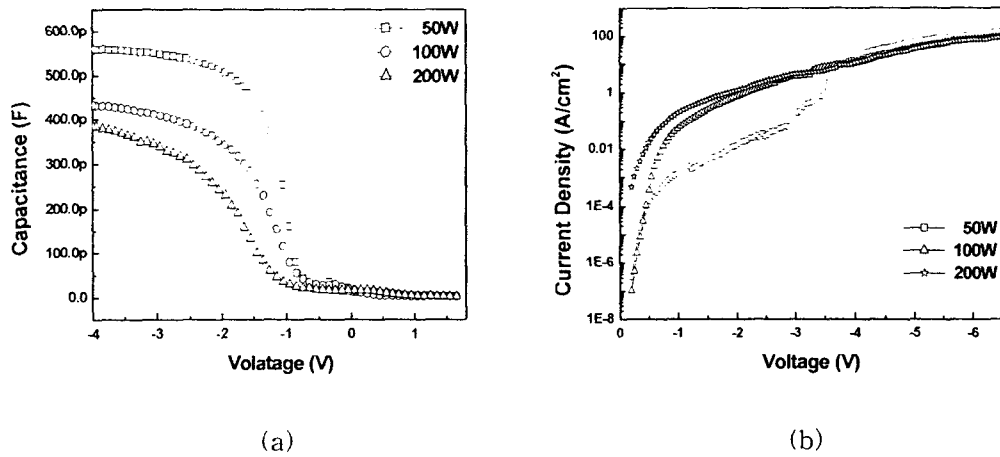 600.0p
500.0p
400.0p
300.0p
200.0p
100.0p
0.0
Capacitance (F)
-4
-3
-2
-1
0
1
Volatage (V)
50W
100W
200W
(a)
100
1
0.01
1E-4
1E-6
1E-8
Current Density (A/cm²)
0
-1
-2
-3
-4
-5
-6
Voltage (V)
50W
100W
200W
(b)